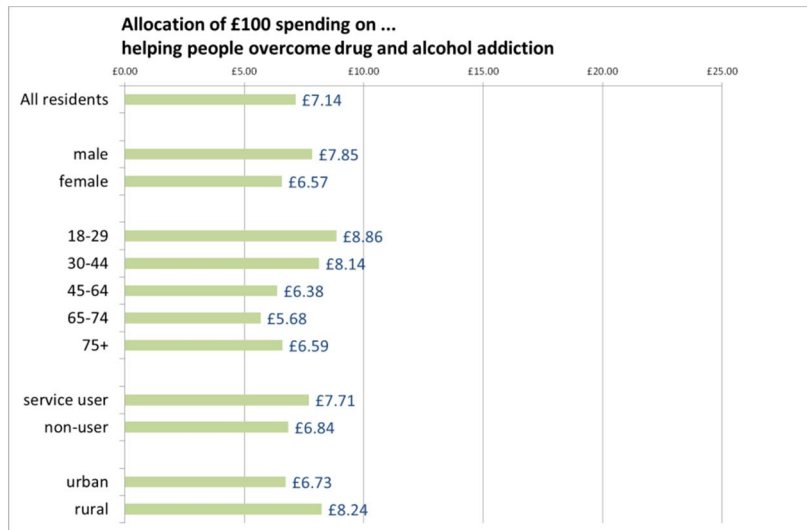 Allocation of £100 spending on ...
helping people overcome drug and alcohol addiction
£0.00 £5.00 £10.00 £15.00 £20.00 £25.00
All residents £7.14
male £7.85
female £6.57
18-29 £8.86
30-44 £8.14
45-64 £6.38
65-74 £5.68
75+ £6.59
service user £7.71
non-user £6.84
urban £6.73
rural £8.24